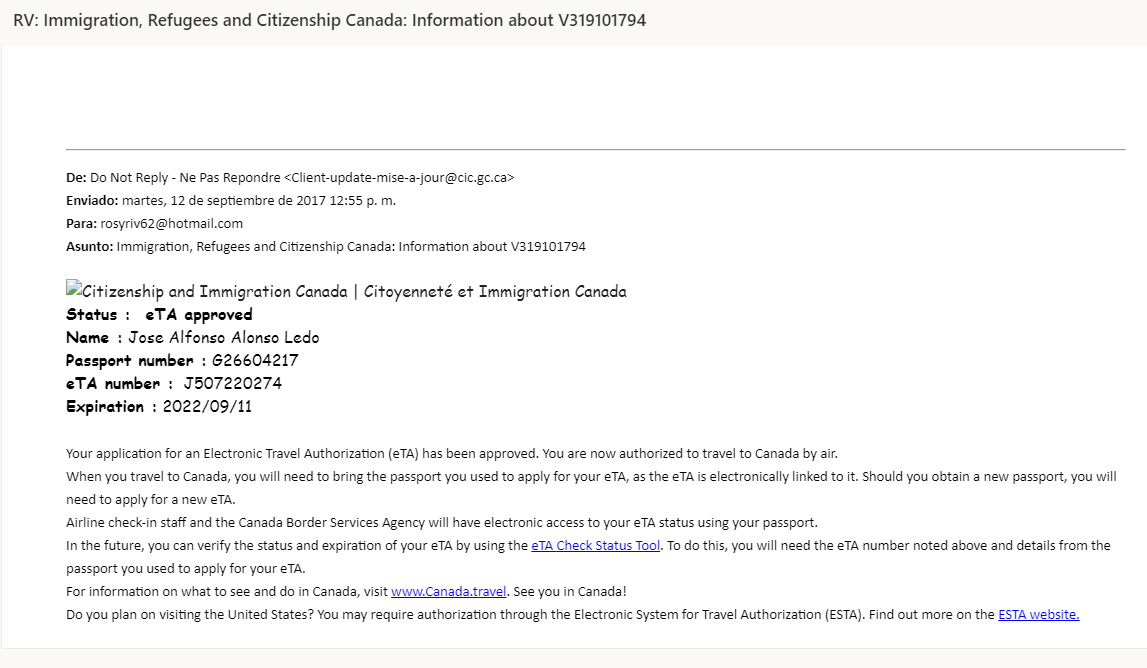 RV: Immigration, Refugees and Citizenship Canada: Information about V319101794
De: Do Not Reply - Ne Pas Repondre <Client-update-mise-a-jour@cic.gc.ca>
Enviado: martes, 12 de septiembre de 2017 12:55 p. m.
Para: rosyriv62@hotmail.com
Asunto: Immigration, Refugees and Citizenship Canada: Information about V319101794
Citizenship and Immigration Canada | Citoyenneté et Immigration Canada
Status : eTA approved
Name : Jose Alfonso Alonso Ledo
Passport number : G26604217
eTA number : J507220274
Expiration : 2022/09/11
Your application for an Electronic Travel Authorization (eTA) has been approved. You are now authorized to travel to Canada by air.
When you travel to Canada, you will need to bring the passport you used to apply for your eTA, as the eTA is electronically linked to it. Should you obtain a new passport, you will
need to apply for a new eTA.
Airline check-in staff and the Canada Border Services Agency will have electronic access to your eTA status using your passport.
In the future, you can verify the status and expiration of your eTA by using the eTA Check Status Tool. To do this, you will need the eTA number noted above and details from the
passport you used to apply for your eTA.
For information on what to see and do in Canada, visit www.Canada.travel. See you in Canada!
Do you plan on visiting the United States? You may require authorization through the Electronic System for Travel Authorization (ESTA). Find out more on the ESTA website.